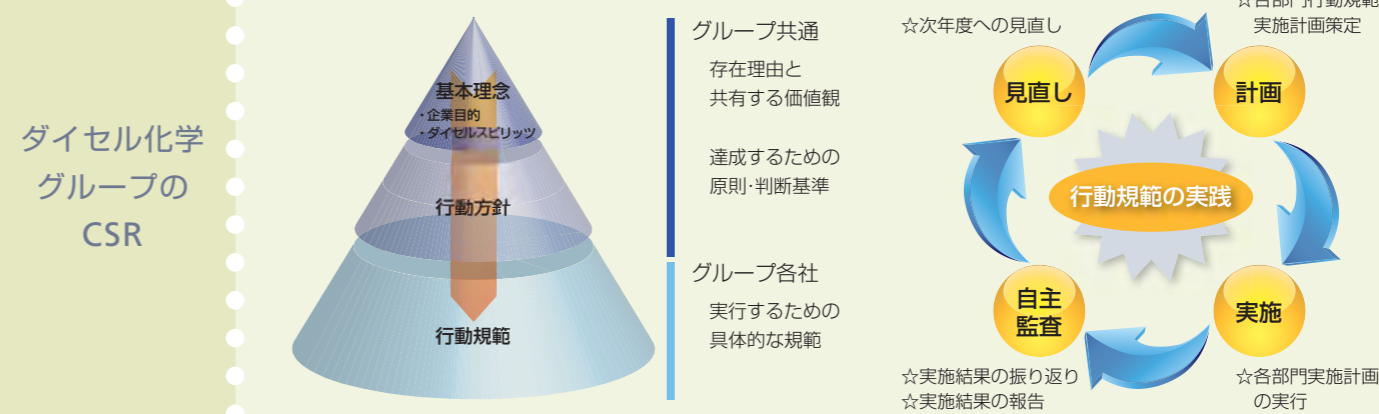 ダイセル化学
グループの
CSR
基本理念
・企業目的
・ダイセルスピリッツ
行動方針
行動規範
グループ共通
存在理由と
共有する価値観
達成するための
原則・判断基準
グループ各社
実行するための
具体的な規範
☆次年度への見直し
☆各部門行動規範
実施計画策定
見直し
計画
行動規範の実践
自主
監査
実施
☆実施結果の振り返り
☆実施結果の報告
☆各部門実施計画
の実行